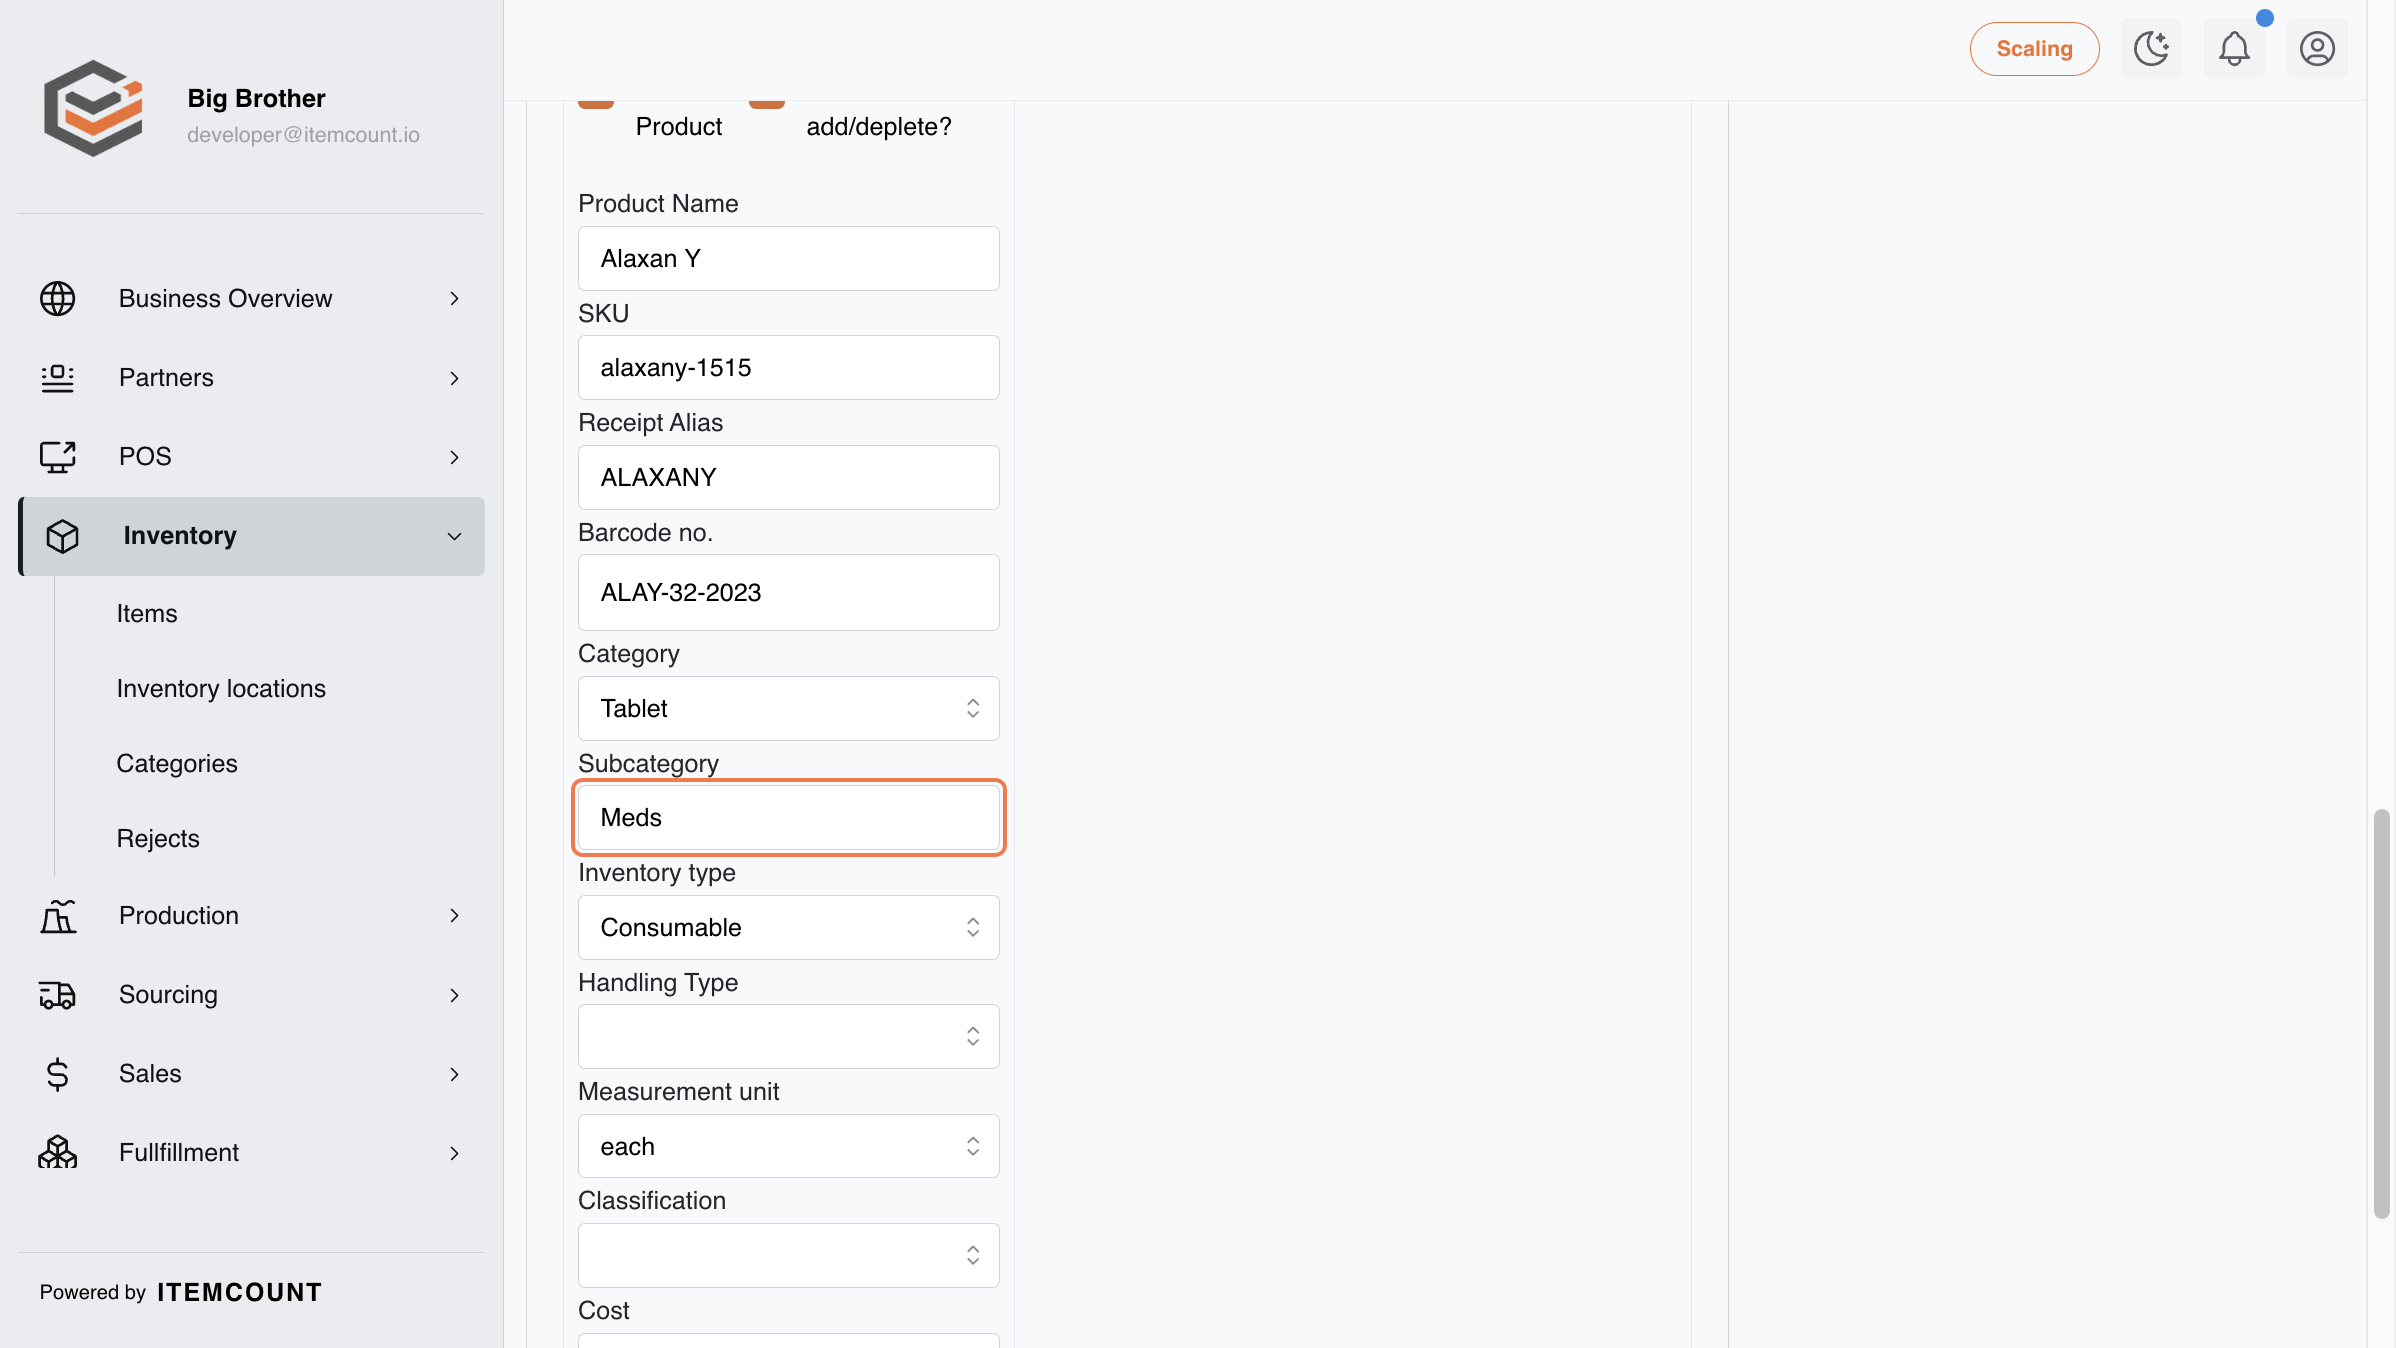 Big Brother
developer@itemcount.io
Business Overview
Partners
POS
Inventory
Items
Inventory locations
Categories
Rejects
Production
Sourcing
Sales
Fullfillment
Powered by ITEMCOUNT
Scaling
Product
add/deplete?
Product Name
Alaxan Y
SKU
alaxany-1515
Receipt Alias
ALAXANY
Barcode no.
ALAY-32-2023
Category
Tablet
Subcategory
Meds
Inventory type
Consumable
Handling Type
Measurement unit
each
Classification
Cost